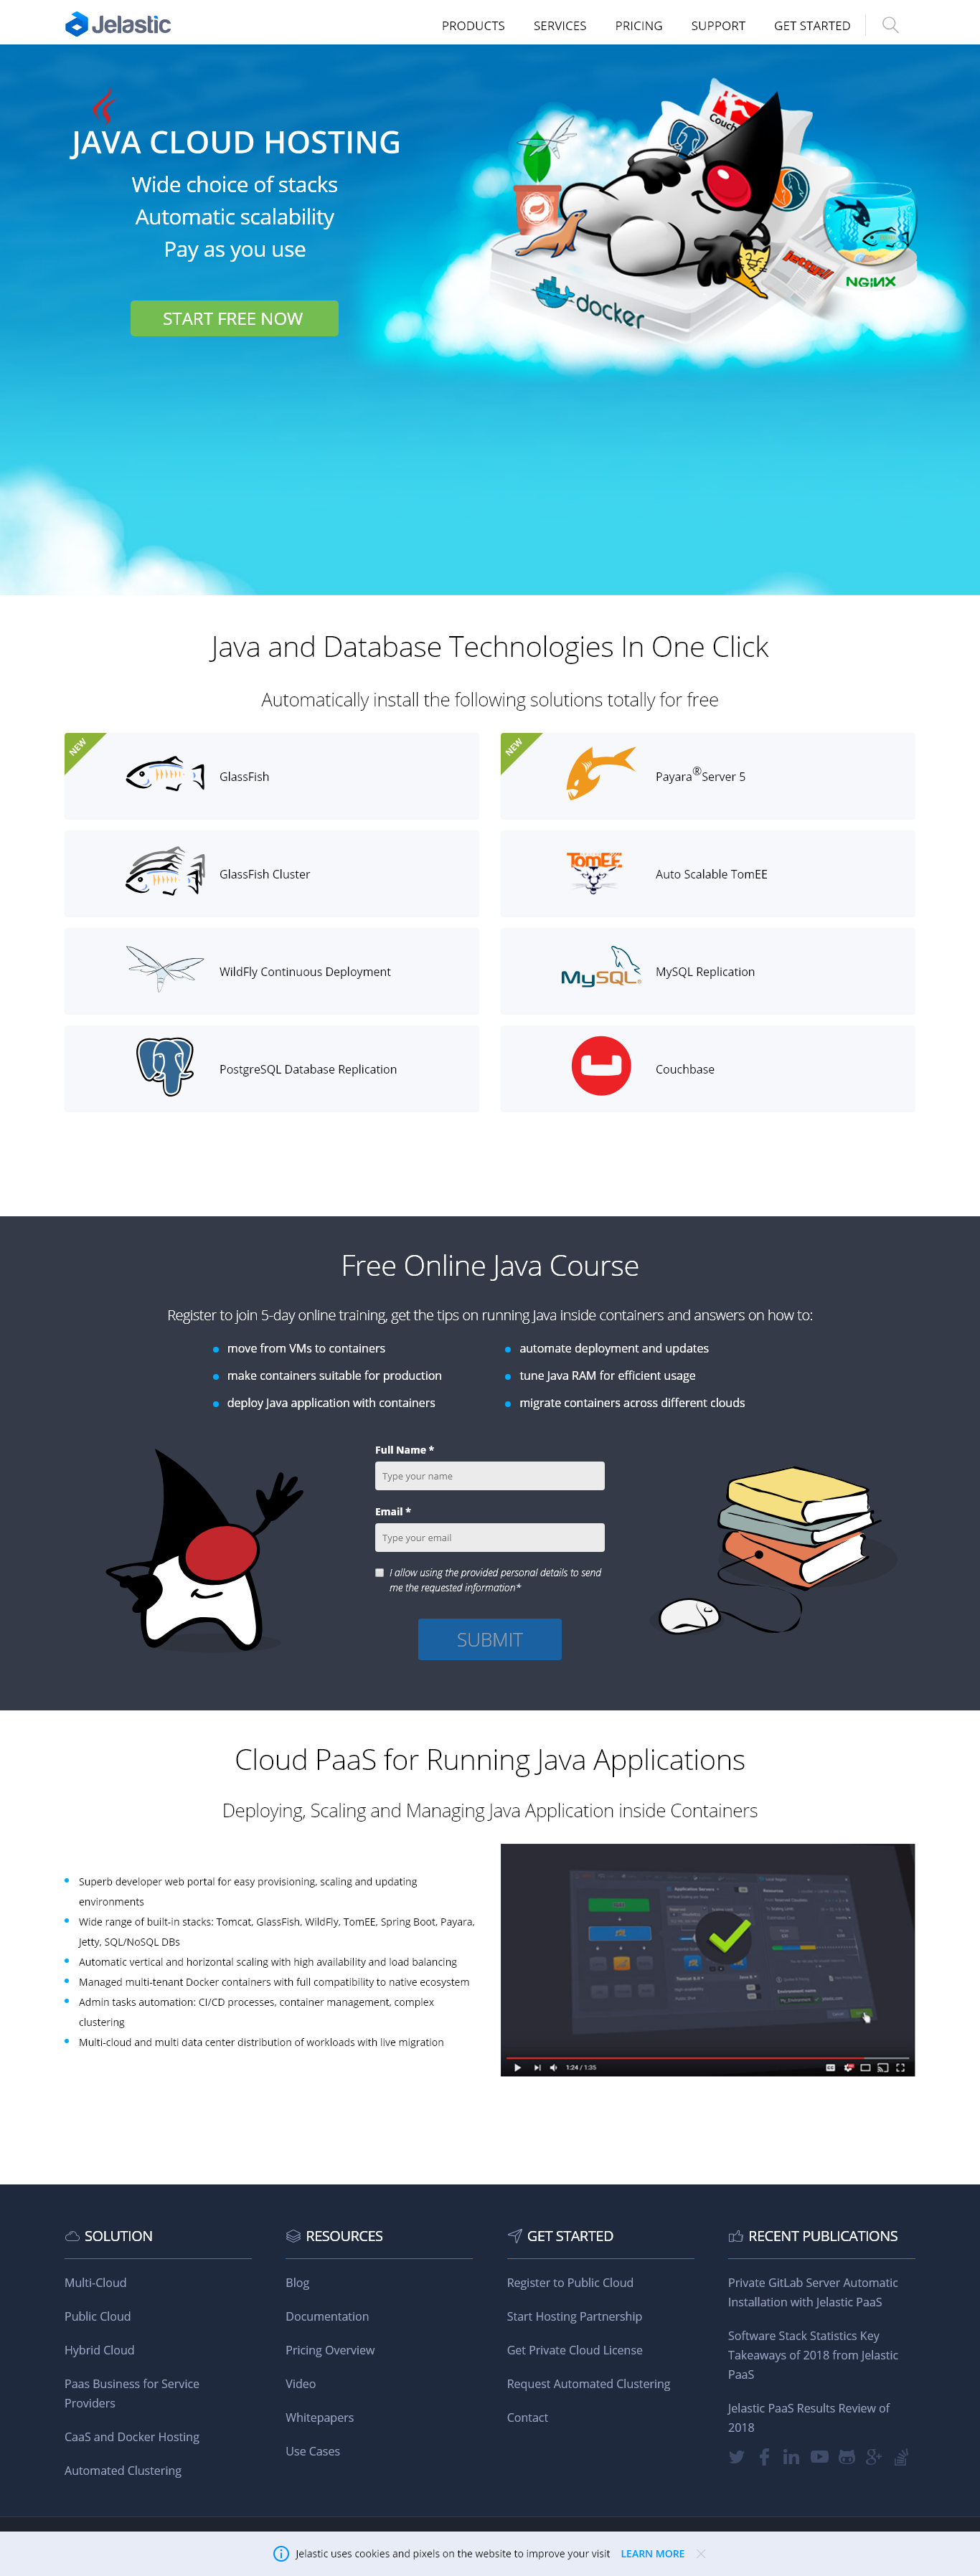 Jelastic
PRODUCTS SERVICES PRICING SUPPORT GET STARTED
JAVA CLOUD HOSTING
Wide choice of stacks
Automatic scalability
Pay as you use
START FREE NOW
docker
jetty://
NGINX
Java and Database Technologies In One Click
Automatically install the following solutions totally for free
NEW
GlassFish
NEW
Payara® Server 5
GlassFish Cluster
TomEE
Auto Scalable TomEE
WildFly Continuous Deployment
MySQL®
MySQL Replication
PostgreSQL Database Replication
Couchbase
Free Online Java Course
Register to join 5-day online training, get the tips on running Java inside containers and answers on how to:
move from VMs to containers
make containers suitable for production
deploy Java application with containers
automate deployment and updates
tune Java RAM for efficient usage
migrate containers across different clouds
Full Name *
Type your name
Email *
Type your email
I allow using the provided personal details to send
me the requested information*
SUBMIT
Cloud PaaS for Running Java Applications
Deploying, Scaling and Managing Java Application inside Containers
Superb developer web portal for easy provisioning, scaling and updating
environments
Wide range of built-in stacks: Tomcat, GlassFish, WildFly, TomEE, Spring Boot, Payara,
Jetty, SQL/NoSQL DBs
Automatic vertical and horizontal scaling with high availability and load balancing
Managed multi-tenant Docker containers with full compatibility to native ecosystem
Admin tasks automation: CI/CD processes, container management, complex
clustering
Multi-cloud and multi data center distribution of workloads with live migration
1:24 / 1:35
SOLUTION
Multi-Cloud
Public Cloud
Hybrid Cloud
Paas Business for Service
Providers
CaaS and Docker Hosting
Automated Clustering
RESOURCES
Blog
Documentation
Pricing Overview
Video
Whitepapers
Use Cases
GET STARTED
Register to Public Cloud
Start Hosting Partnership
Get Private Cloud License
Request Automated Clustering
Contact
RECENT PUBLICATIONS
Private GitLab Server Automatic
Installation with Jelastic PaaS
Software Stack Statistics Key
Takeaways of 2018 from Jelastic
PaaS
Jelastic PaaS Results Review of
2018
Jelastic uses cookies and pixels on the website to improve your visit LEARN MORE